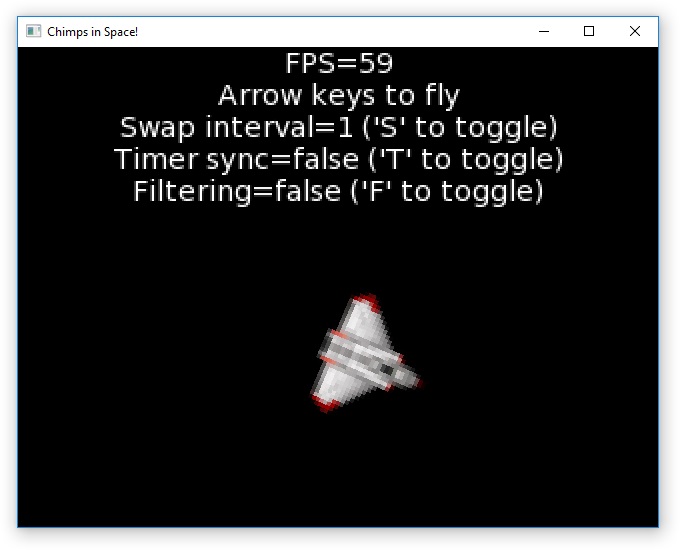 Chimps in Space!
FPS=59
Arrow keys to fly
Swap interval=1 ('S' to toggle)
Timer sync=false ('T' to toggle)
Filtering=false ('F' to toggle)